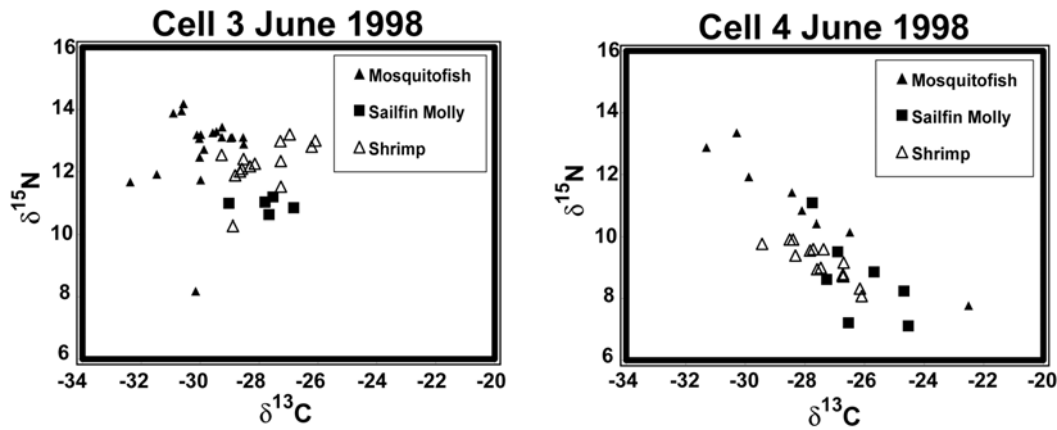 Cell 3 June 1998
16
14
12
10
8
6
δ15N
Mosquitofish
Sailfin Molly
Shrimp
-34 -32 -30 -28 -26 -24 -22 -20
δ13C
Cell 4 June 1998
16
14
12
10
8
6
δ15N
Mosquitofish
Sailfin Molly
Shrimp
-34 -32 -30 -28 -26 -24 -22 -20
δ13C